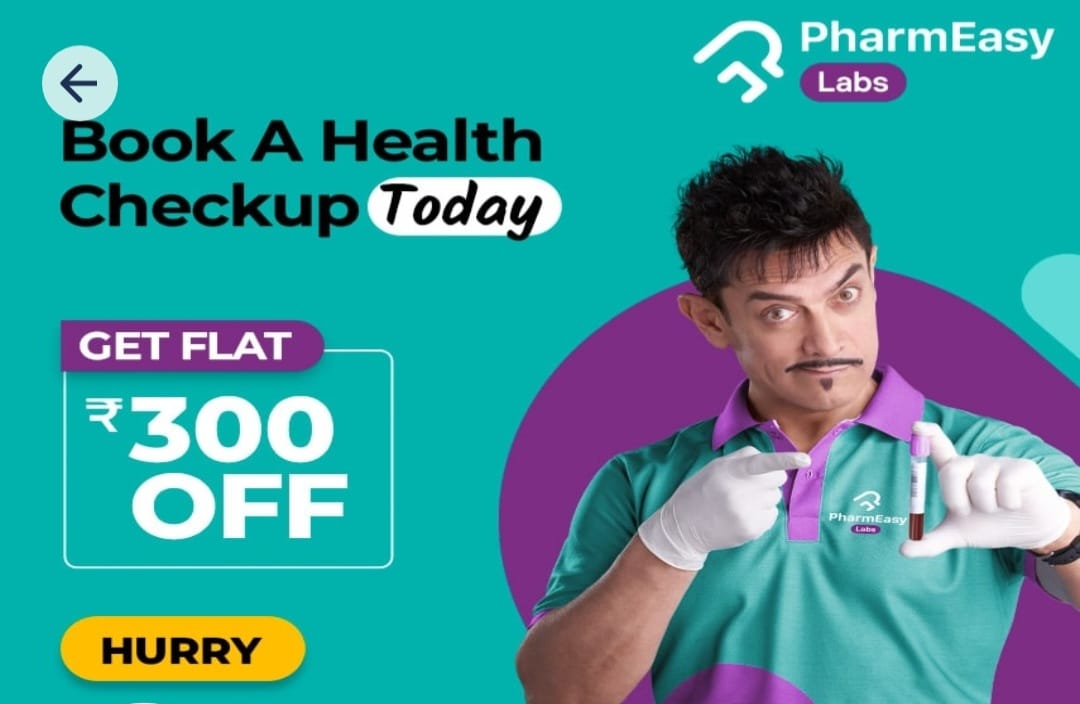 PharmEasy
Labs
Book A Health
Checkup Today
GET FLAT
₹300
OFF
HURRY
PharmEasy
Labs